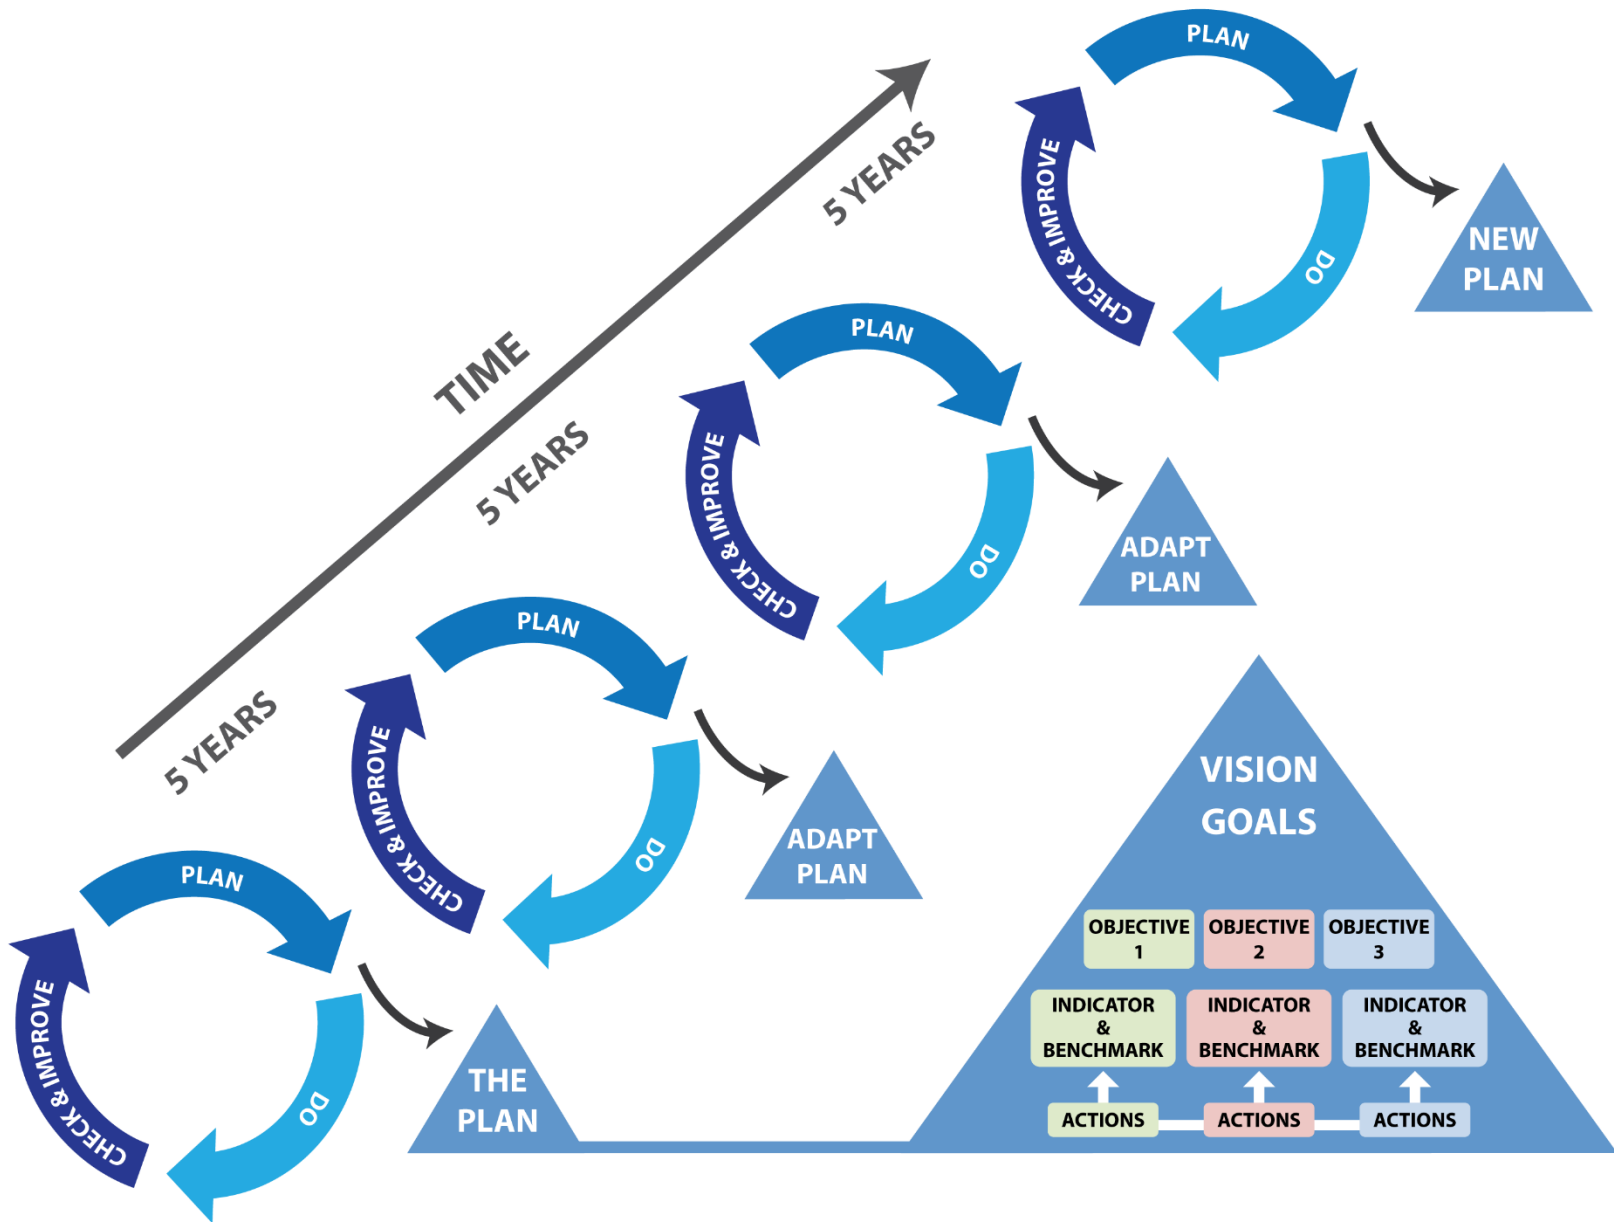 PLAN
DO
CHECK & IMPROVE
NEW
PLAN
5 YEARS
TIME
PLAN
DO
CHECK & IMPROVE
ADAPT
PLAN
5 YEARS
PLAN
DO
CHECK & IMPROVE
ADAPT
PLAN
5 YEARS
PLAN
DO
CHECK & IMPROVE
THE
PLAN
VISION
GOALS
OBJECTIVE
1
OBJECTIVE
2
OBJECTIVE
3
INDICATOR
&
BENCHMARK
INDICATOR
&
BENCHMARK
INDICATOR
&
BENCHMARK
ACTIONS
ACTIONS
ACTIONS